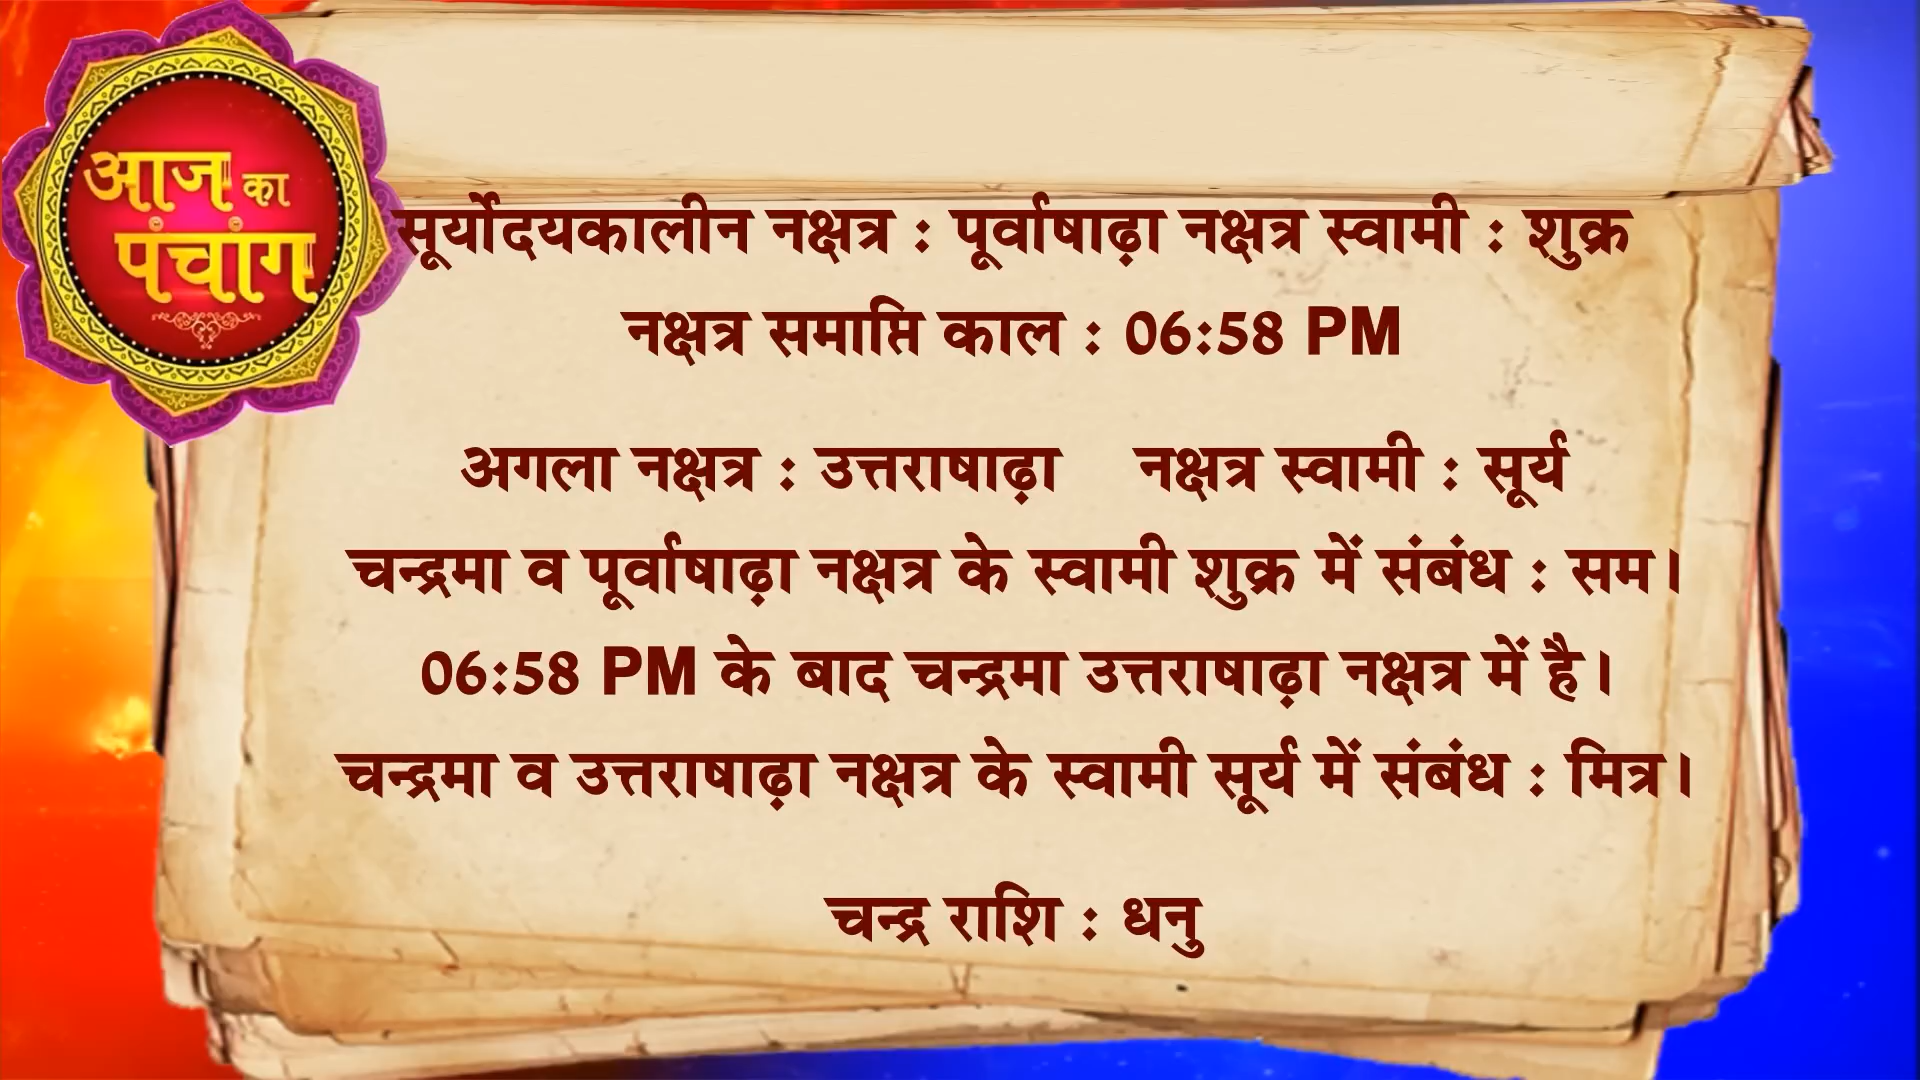 आज का
पंचांग
सूर्योदयकालीन नक्षत्र : पूर्वाषाढ़ा नक्षत्र स्वामी : शुक्र
नक्षत्र समाप्ति काल : 06:58 PM
अगला नक्षत्र : उत्तराषाढ़ा नक्षत्र स्वामी : सूर्य
चन्द्रमा व पूर्वाषाढ़ा नक्षत्र के स्वामी शुक्र में संबंध : सम।
06:58 PM के बाद चन्द्रमा उत्तराषाढ़ा नक्षत्र में है।
चन्द्रमा व उत्तराषाढ़ा नक्षत्र के स्वामी सूर्य में संबंध : मित्र।
चन्द्र राशि : धनु